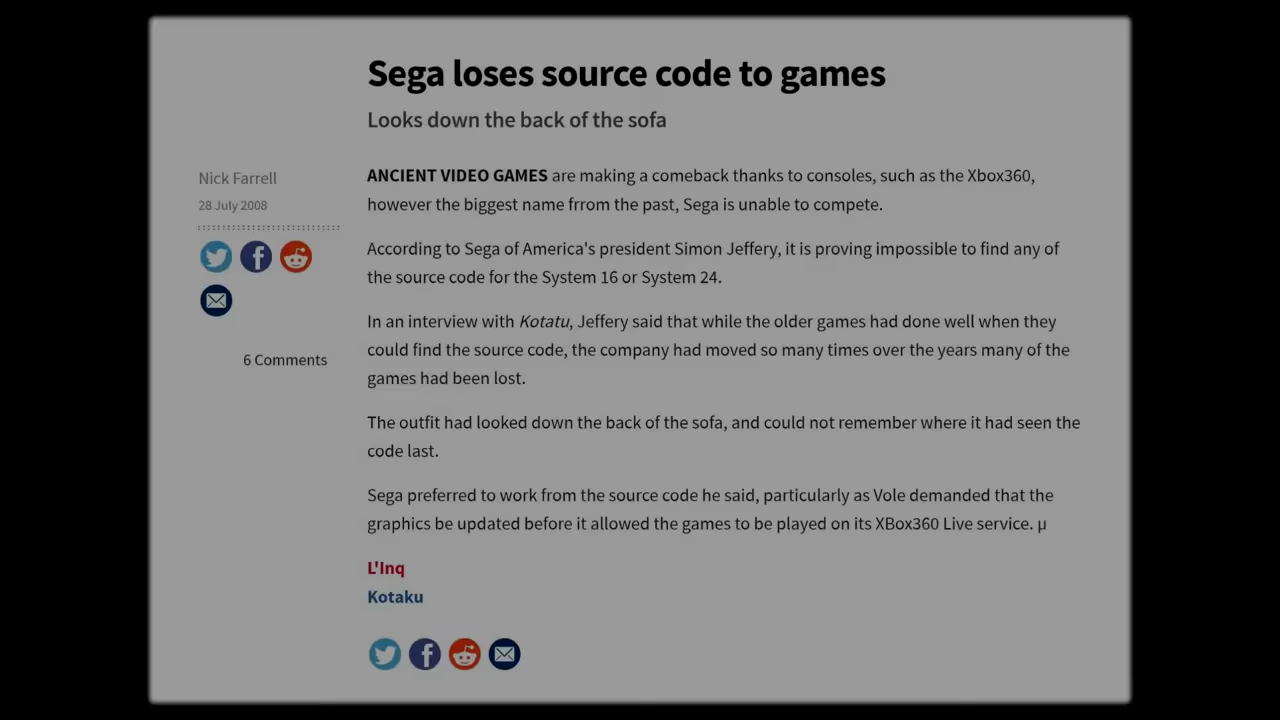 Sega loses source code to games
Looks down the back of the sofa
Nick Farrell
28 July 2008
6 Comments
ANCIENT VIDEO GAMES are making a comeback thanks to consoles, such as the Xbox360,
however the biggest name frrom the past, Sega is unable to compete.
According to Sega of America's president Simon Jeffery, it is proving impossible to find any of
the source code for the System 16 or System 24.
In an interview with Kotatu, Jeffery said that while the older games had done well when they
could find the source code, the company had moved so many times over the years many of the
games had been lost.
The outfit had looked down the back of the sofa, and could not remember where it had seen the
code last.
Sega preferred to work from the source code he said, particularly as Vole demanded that the
graphics be updated before it allowed the games to be played on its XBox360 Live service. µ
L'Inq
Kotaku